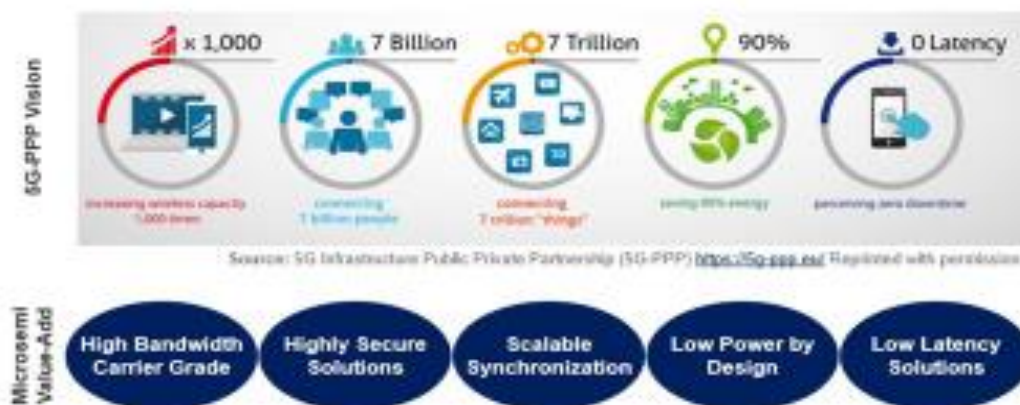 5G-PPP Vision
x 1,000
7 Billion
7 Trillion
90%
0 Latency
increasing wireless capacity
1,000 times
connecting
7 billion people
connecting
7 trillion "things"
saving 90% energy
perceiving zero downtime
Source: 5G Infrastructure Public Private Partnership (5G-PPP) https://5g-ppp.eu/ Reprinted with permission
Microsemi
Value-Add
High Bandwidth
Carrier Grade
Highly Secure
Solutions
Scalable
Synchronization
Low Power by
Design
Low Latency
Solutions